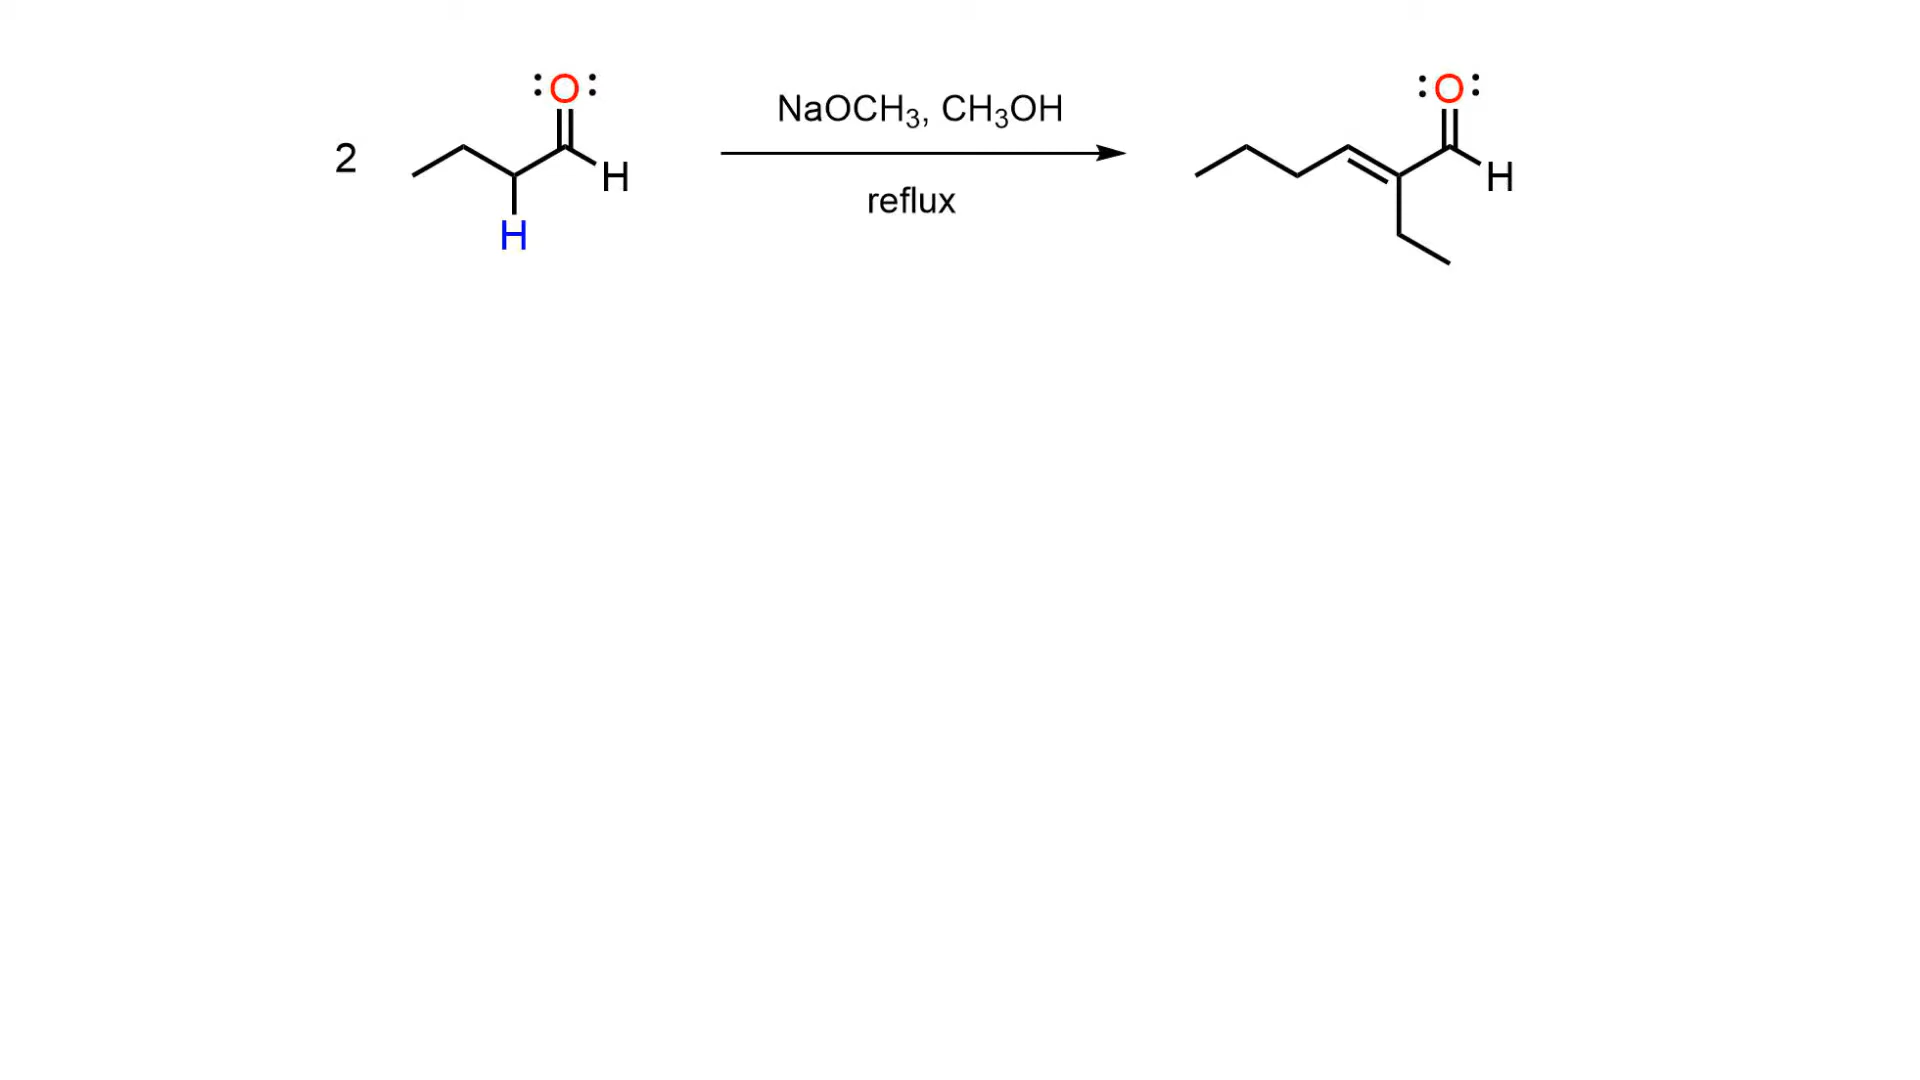 :O:
2
H
H
NaOCH₃, CH₃OH
reflux
:O:
H